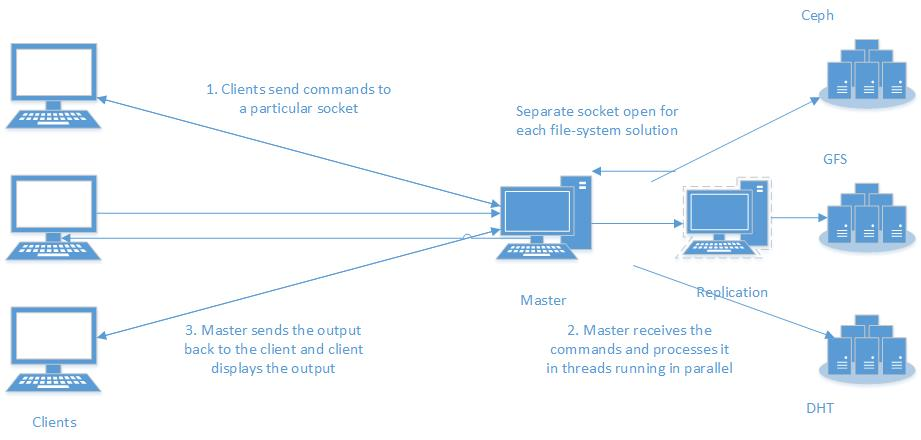 Ceph
1. Clients send commands to
a particular socket
Separate socket open for
each file-system solution
GFS
Replication
Master
3. Master sends the output
back to the client and client
displays the output
2. Master receives the
commands and processes it
in threads running in parallel
DHT
Clients